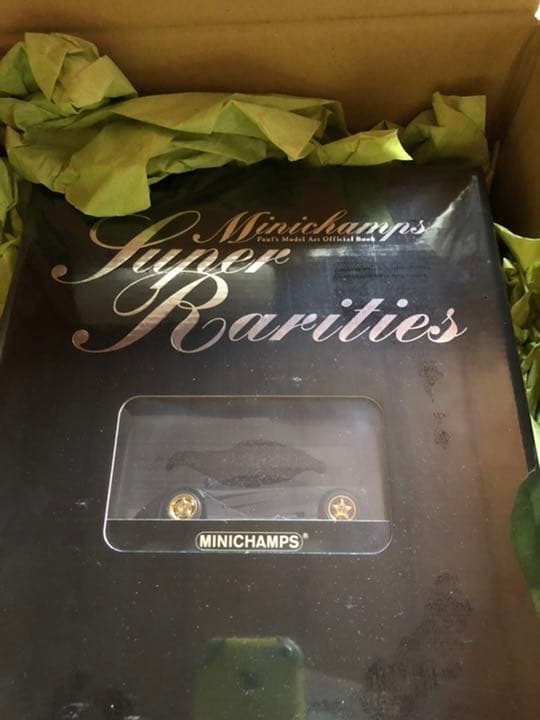 Minichamps
Paul's Model Art Official Book
Super
Rarities
MINICHAMPS®